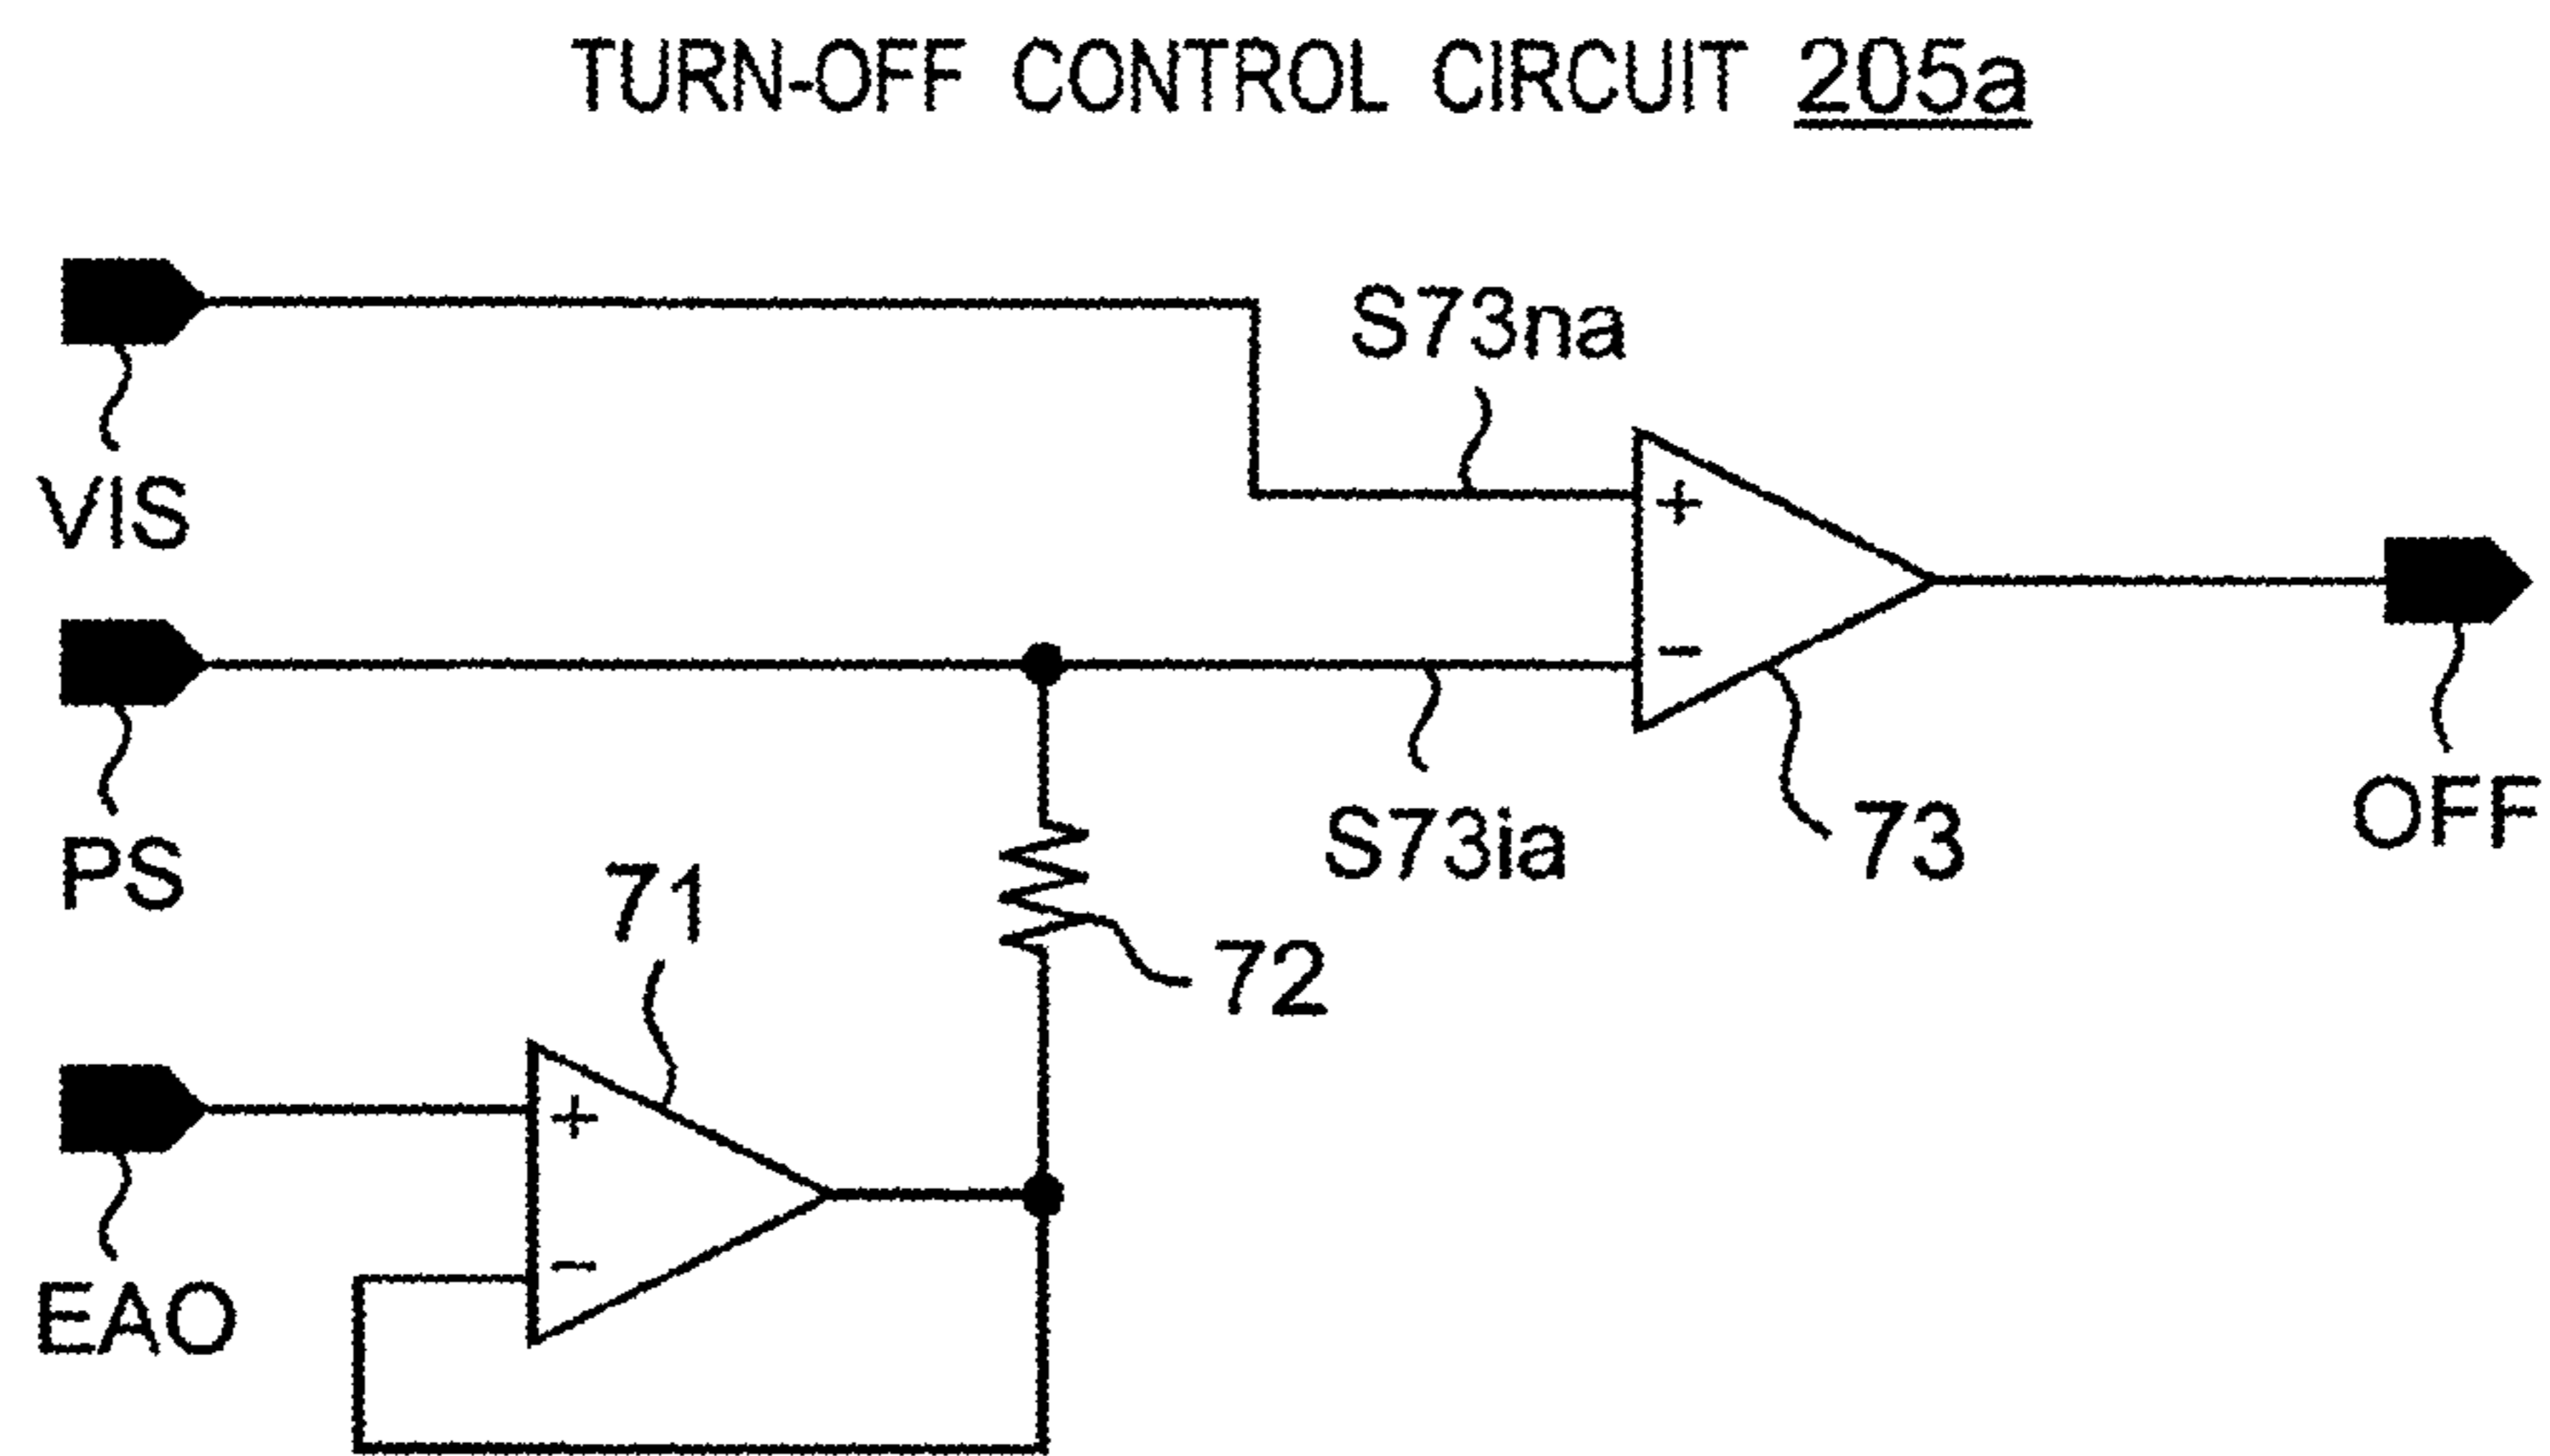 TURN-OFF CONTROL CIRCUIT 205a
VIS
S73na
+
-
PS
S73ia
73
OFF
71
72
+
-
EAO